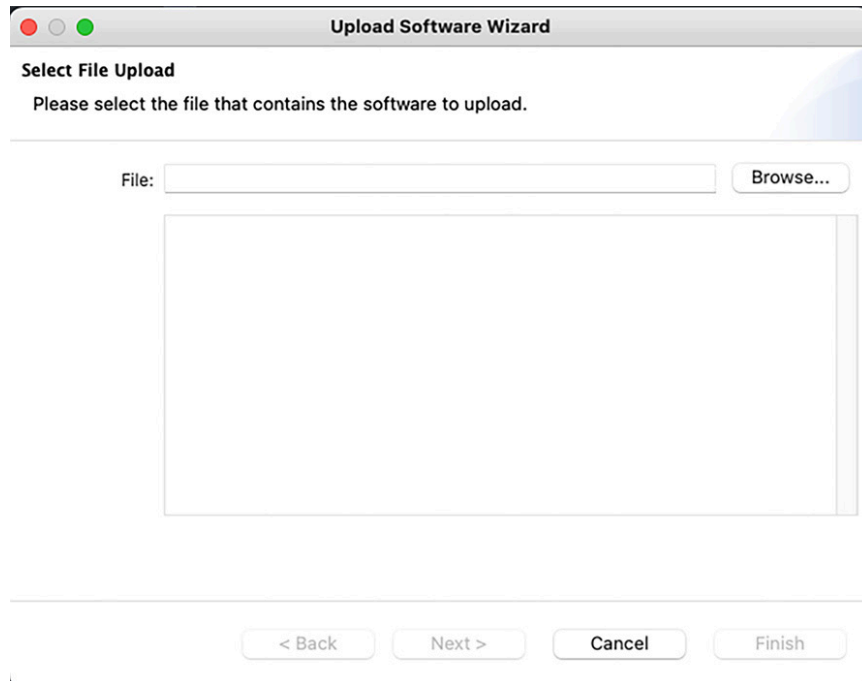 Upload Software Wizard
Select File Upload
Please select the file that contains the software to upload.
File: Browse...
< Back Next > Cancel Finish